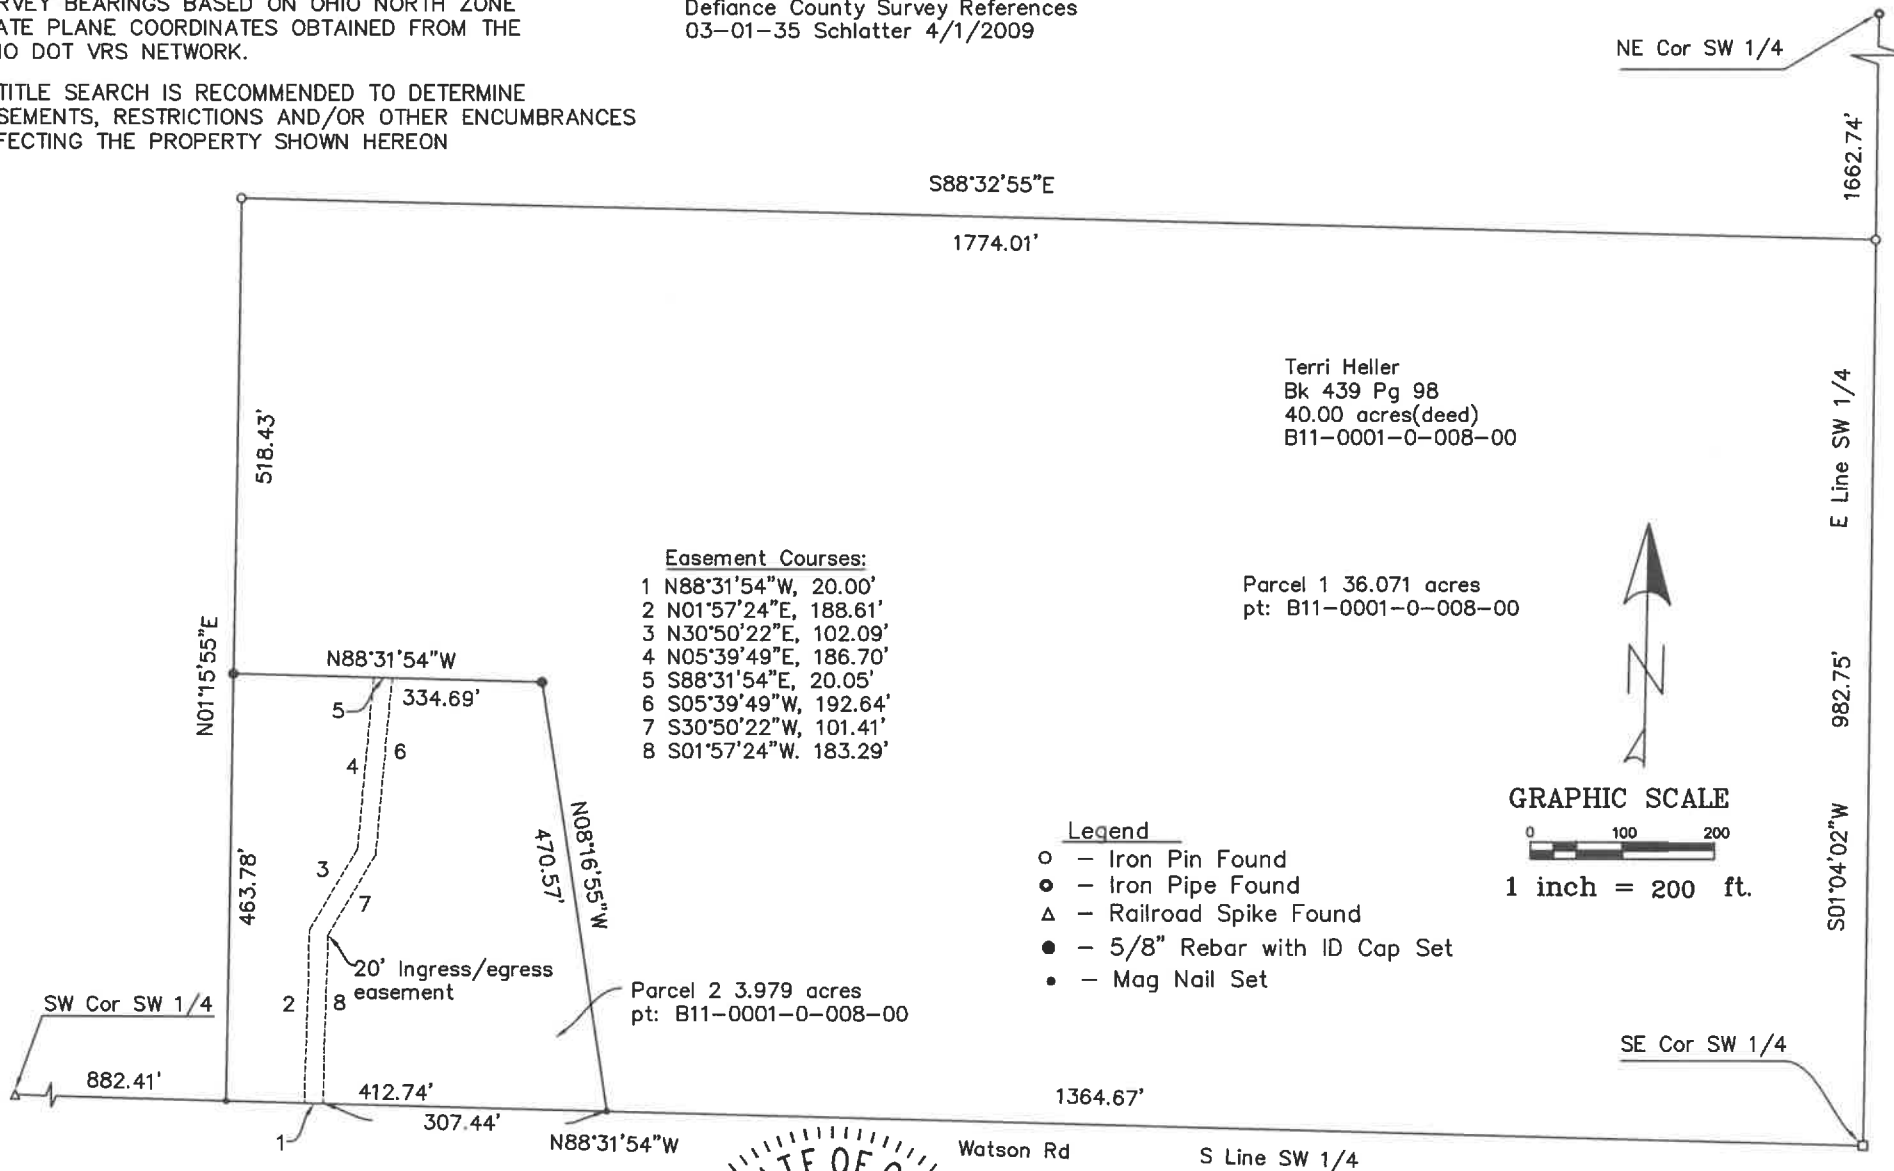 RVEY BEARINGS BASED ON OHIO NORTH ZONE
ATE PLANE COORDINATES OBTAINED FROM THE
IO DOT VRS NETWORK.
TITLE SEARCH IS RECOMMENDED TO DETERMINE
SEMENTS, RESTRICTIONS AND/OR OTHER ENCUMBRANCES
FECTING THE PROPERTY SHOWN HEREON
Defiance County Survey References
03-01-35 Schlatter 4/1/2009
NE Cor SW 1/4
1662.74'
S88°32'55"E
1774.01'
518.43'
N01°15'55"E
Terri Heller
Bk 439 Pg 98
40.00 acres(deed)
B11-0001-0-008-00
E Line SW 1/4
Easement Courses:
1 N88°31'54"W, 20.00'
2 N01°57'24"E, 188.61'
3 N30°50'22"E, 102.09'
4 N05°39'49"E, 186.70'
5 S88°31'54"E, 20.05'
6 S05°39'49"W, 192.64'
7 S30°50'22"W, 101.41'
8 S01°57'24"W. 183.29'
Parcel 1 36.071 acres
pt: B11-0001-0-008-00
N
982.75'
S01°04'02"W
N88°31'54"W
334.69'
5
4
6
3
7
2
8
463.78'
470.57'
N08°16'55"W
20' Ingress/egress
easement
GRAPHIC SCALE
0 100 200
1 inch = 200 ft.
Legend
- Iron Pin Found
- Iron Pipe Found
- Railroad Spike Found
- 5/8" Rebar with ID Cap Set
- Mag Nail Set
Parcel 2 3.979 acres
pt: B11-0001-0-008-00
SW Cor SW 1/4
882.41'
412.74'
307.44'
1
N88°31'54"W
1364.67'
SE Cor SW 1/4
Watson Rd
S Line SW 1/4
TE OF O